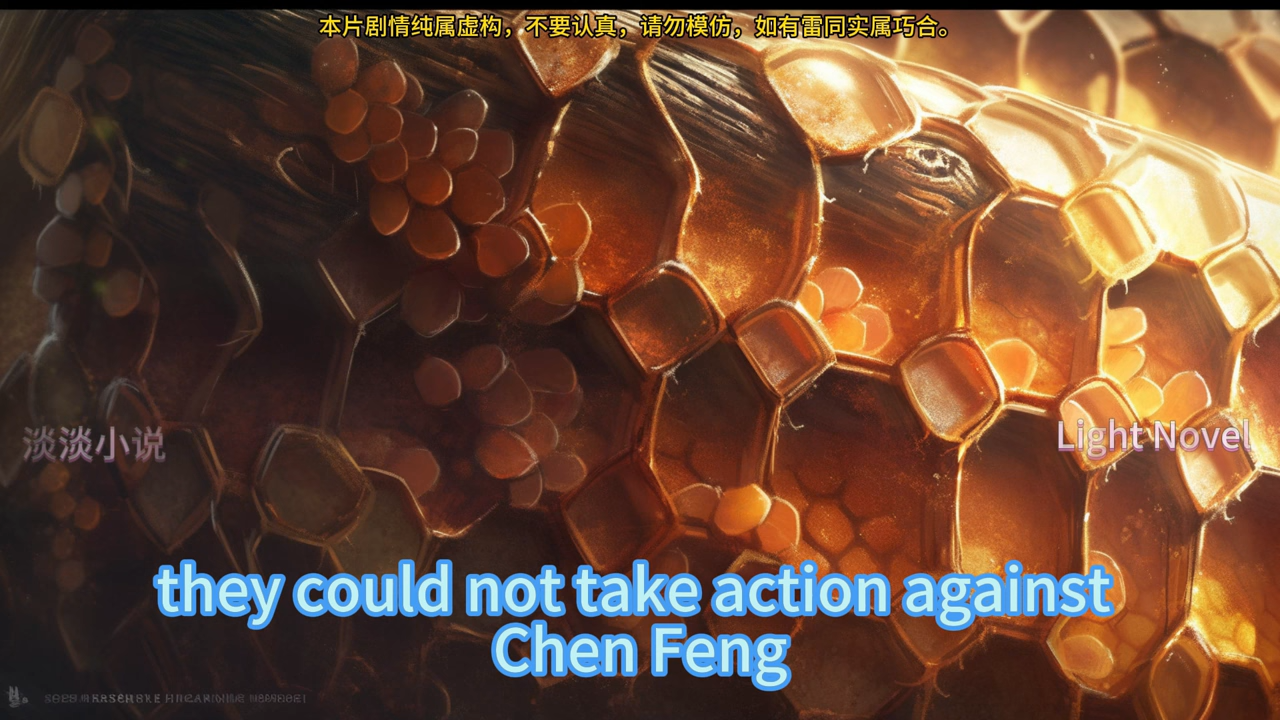 本片剧情纯属虚构，不要认真，请勿模仿，如有雷同实属巧合。
淡淡小说
Light Novel
they could not take action against
Chen Feng